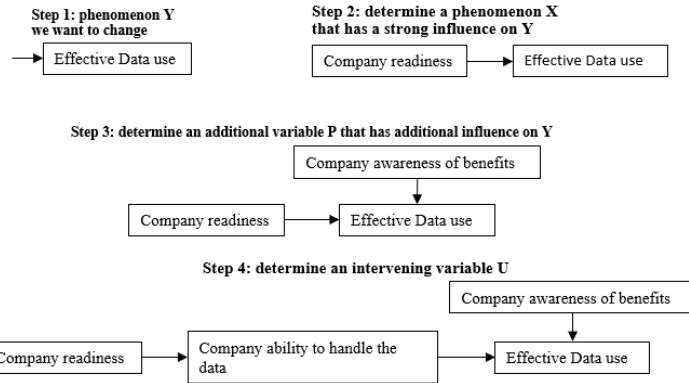 Step 1: phenomenon Y
we want to change
Effective Data use
Step 2: determine a phenomenon X
that has a strong influence on Y
Company readiness
Effective Data use
Step 3: determine an additional variable P that has additional influence on Y
Company awareness of benefits
Company readiness
Effective Data use
Step 4: determine an intervening variable U
Company awareness of benefits
Company readiness
Company ability to handle the
data
Effective Data use